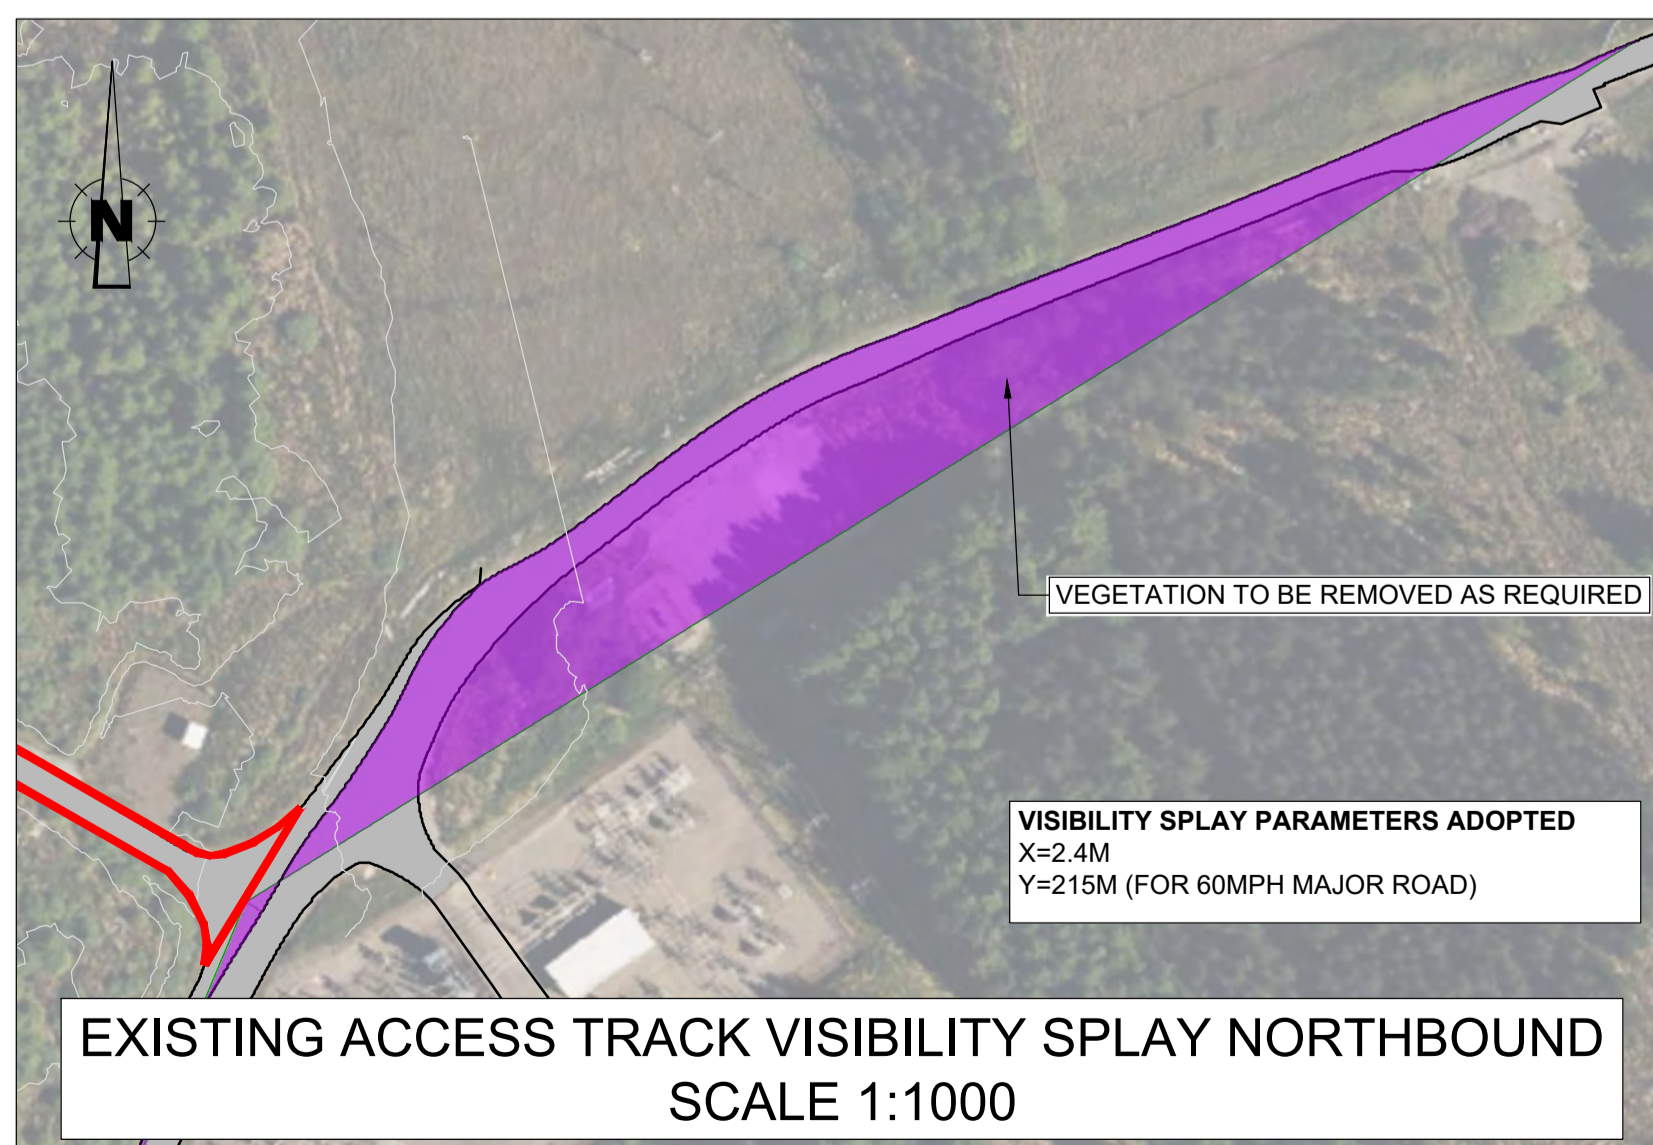 N
VEGETATION TO BE REMOVED AS REQUIRED
VISIBILITY SPLAY PARAMETERS ADOPTED
X=2.4M
Y=215M (FOR 60MPH MAJOR ROAD)
EXISTING ACCESS TRACK VISIBILITY SPLAY NORTHBOUND
SCALE 1:1000